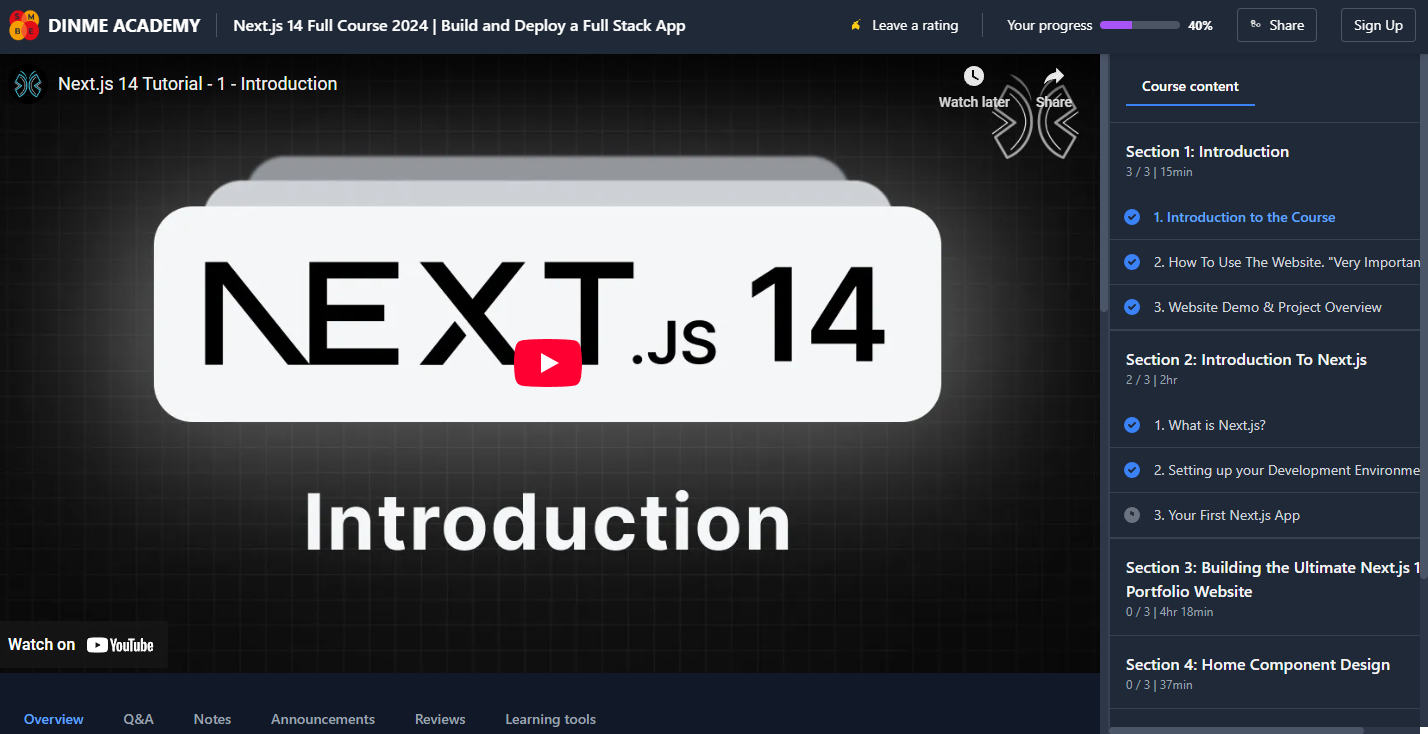 DINME ACADEMY
Next.js 14 Full Course 2024 | Build and Deploy a Full Stack App
Leave a rating
Your progress
40%
Share
Sign Up
Next.js 14 Tutorial - 1 - Introduction
Watch later
Share
NEXT.JS 14
Introduction
Watch on YouTube
Overview
Q&A
Notes
Announcements
Reviews
Learning tools
Course content
Section 1: Introduction
3 / 3 | 15min
1. Introduction to the Course
2. How To Use The Website. "Very Importan
3. Website Demo & Project Overview
Section 2: Introduction To Next.js
2 / 3 | 2hr
1. What is Next.js?
2. Setting up your Development Environme
3. Your First Next.js App
Section 3: Building the Ultimate Next.js 1
Portfolio Website
0 / 3 | 4hr 18min
Section 4: Home Component Design
0 / 3 | 37min